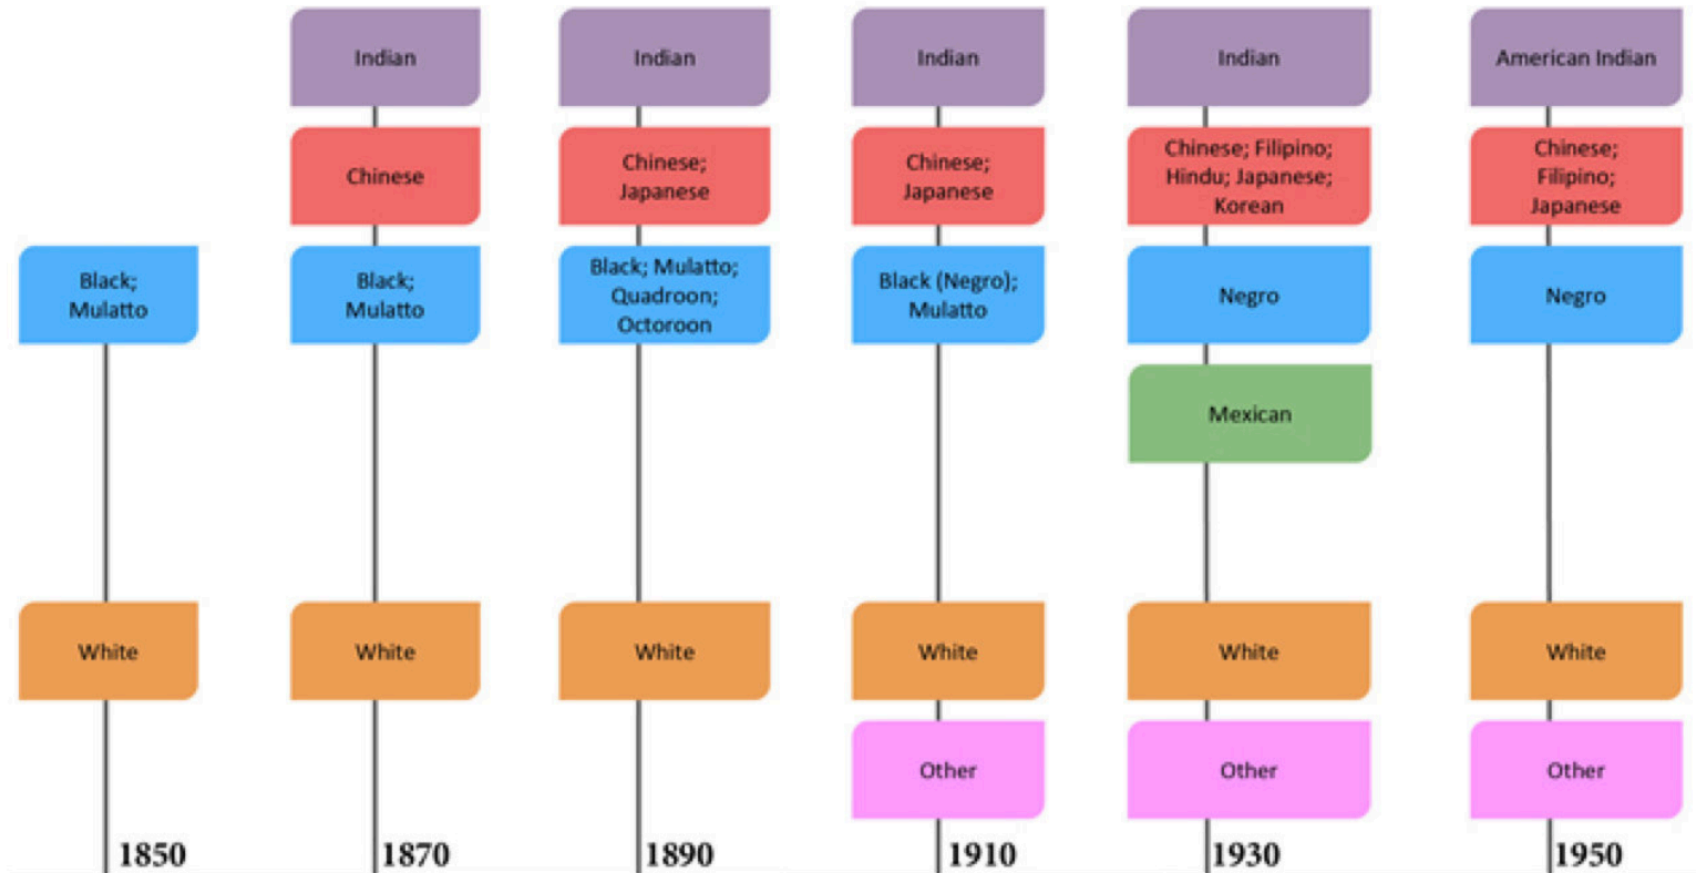 Indian
Indian
Indian
Indian
American Indian
Chinese
Chinese;
Japanese
Chinese;
Japanese
Chinese; Filipino;
Hindu; Japanese;
Korean
Chinese;
Filipino;
Japanese
Black;
Mulatto
Black;
Mulatto
Black; Mulatto;
Quadroon;
Octoroon
Black (Negro);
Mulatto
Negro
Negro
Mexican
White
White
White
White
White
White
Other
Other
Other
1850
1870
1890
1910
1930
1950